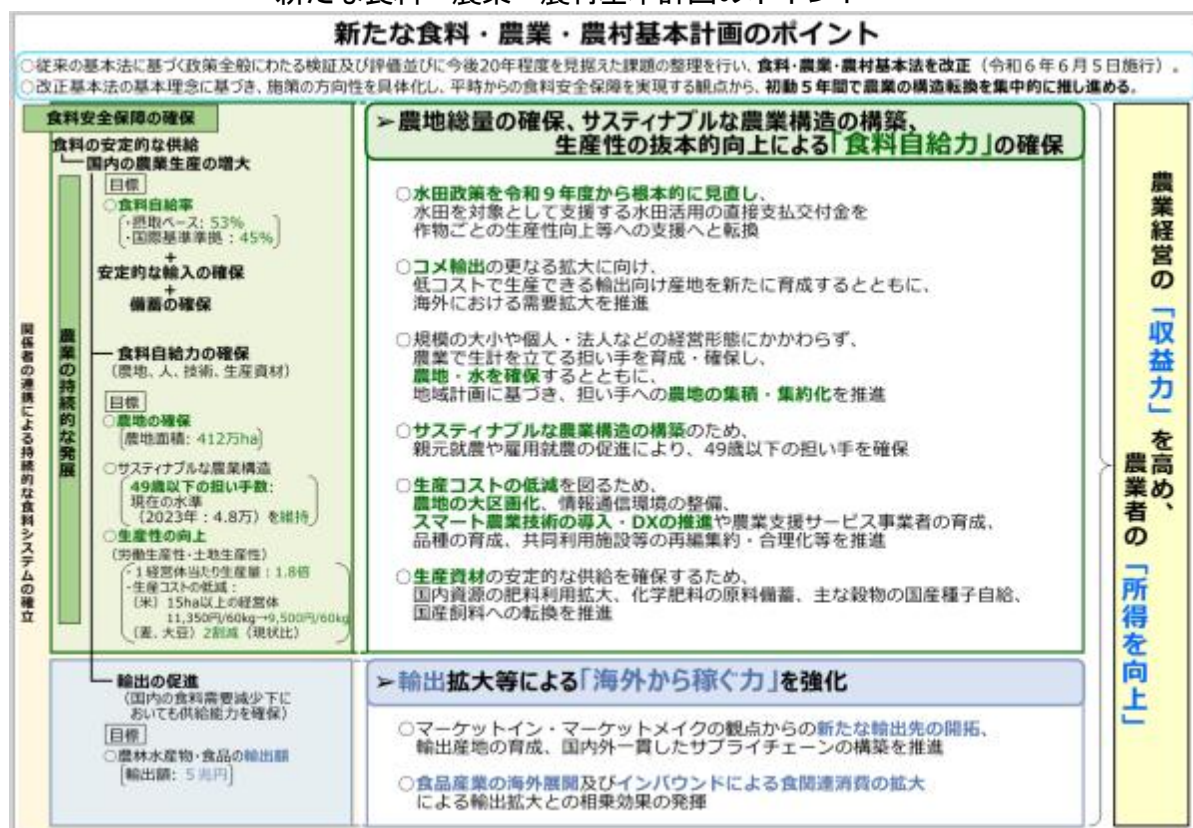 新たな食料・農業・農村基本計画のポイント
○従来の基本法に基づく政策全般にわたる検証及び評価並びに今後20年程度を見据えた課題の整理を行い、食料・農業・農村基本法を改正（令和6年6月5日施行）。
○改正基本法の基本理念に基づき、施策の方向性を具体化し、平時からの食料安全保障を実現する観点から、初動5年間で農業の構造転換を集中的に推し進める。
関係者の連携による持続的な食料システムの確立
食料安全保障の確保
食料の安定的な供給
国内の農業生産の増大
目標
○食料自給率
・摂取ベース：53%
・国際基準準拠：45%
+
安定的な輸入の確保
+
備蓄の確保
農業の持続的な発展
食料自給力の確保
（農地、人、技術、生産資材）
目標
○農地の確保
［農地面積：412万ha］
○サスティナブルな農業構造
49歳以下の担い手数：
現在の水準
（2023年：4.8万）を維持
○生産性の向上
（労働生産性・土地生産性）
・1経営体当たり生産量：1.8倍
・生産コストの低減：
（米）15ha以上の経営体
11,350円/60kg→9,500円/60kg
（麦、大豆）2割減（現状比）
➢農地総量の確保、サスティナブルな農業構造の構築、
生産性の抜本的向上による「食料自給力」の確保
○水田政策を令和9年度から根本的に見直し、
水田を対象として支援する水田活用の直接支払交付金を
作物ごとの生産性向上等への支援へと転換
○コメ輸出の更なる拡大に向け、
低コストで生産できる輸出向け産地を新たに育成するとともに、
海外における需要拡大を推進
○規模の大小や個人・法人などの経営形態にかかわらず、
農業で生計を立てる担い手を育成・確保し、
農地・水を確保するとともに、
地域計画に基づき、担い手への農地の集積・集約化を推進
○サスティナブルな農業構造の構築のため、
親元就農や雇用就農の促進により、49歳以下の担い手を確保
○生産コストの低減を図るため、
農地の大区画化、情報通信環境の整備、
スマート農業技術の導入・DXの推進や農業支援サービス事業者の育成、
品種の育成、共同利用施設等の再編集約・合理化等を推進
○生産資材の安定的な供給を確保するため、
国内資源の肥料利用拡大、化学肥料の原料備蓄、主な穀物の国産種子自給、
国産飼料への転換を推進
輸出の促進
（国内の食料需要減少下に
おいても供給能力を確保）
目標
○農林水産物・食品の輸出額
［輸出額：5兆円］
➢輸出拡大等による「海外から稼ぐ力」を強化
○マーケットイン・マーケットメイクの観点からの新たな輸出先の開拓、
輸出産地の育成、国内外一貫したサプライチェーンの構築を推進
○食品産業の海外展開及びインバウンドによる食関連消費の拡大
による輸出拡大との相乗効果の発揮
農業経営の「収益力」を高め、
農業者の「所得を向上」